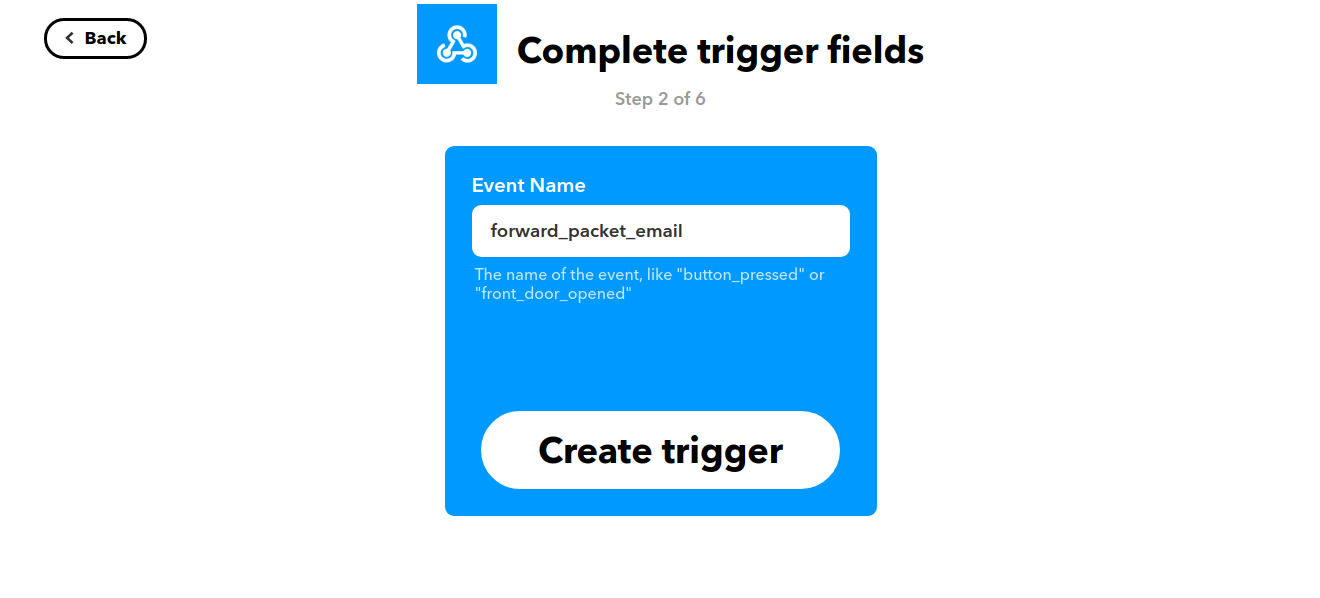 Back
Complete trigger fields
Step 2 of 6
Event Name
forward_packet_email
The name of the event, like "button_pressed" or
"front_door_opened"
Create trigger